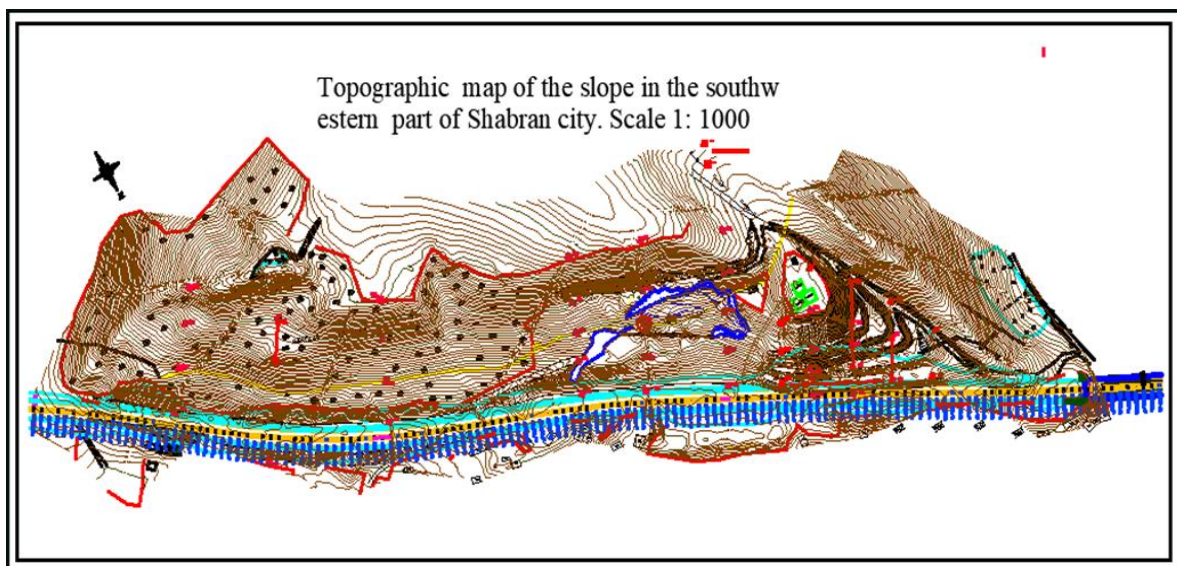 Topographic map of the slope in the southw
estern part of Shabran city. Scale 1: 1000